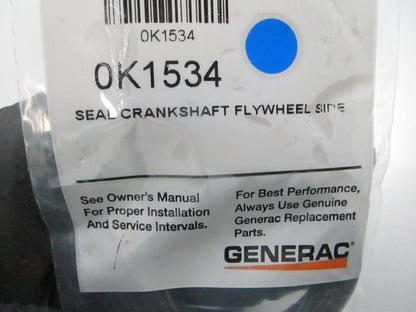 0K1534
0K1534
SEAL CRANKSHAFT FLYWHEEL SIDE
See Owner's Manual
For Proper Installation
And Service Intervals.
For Best Performance,
Always Use Genuine
Generac Replacement
Parts.
GENERAC®